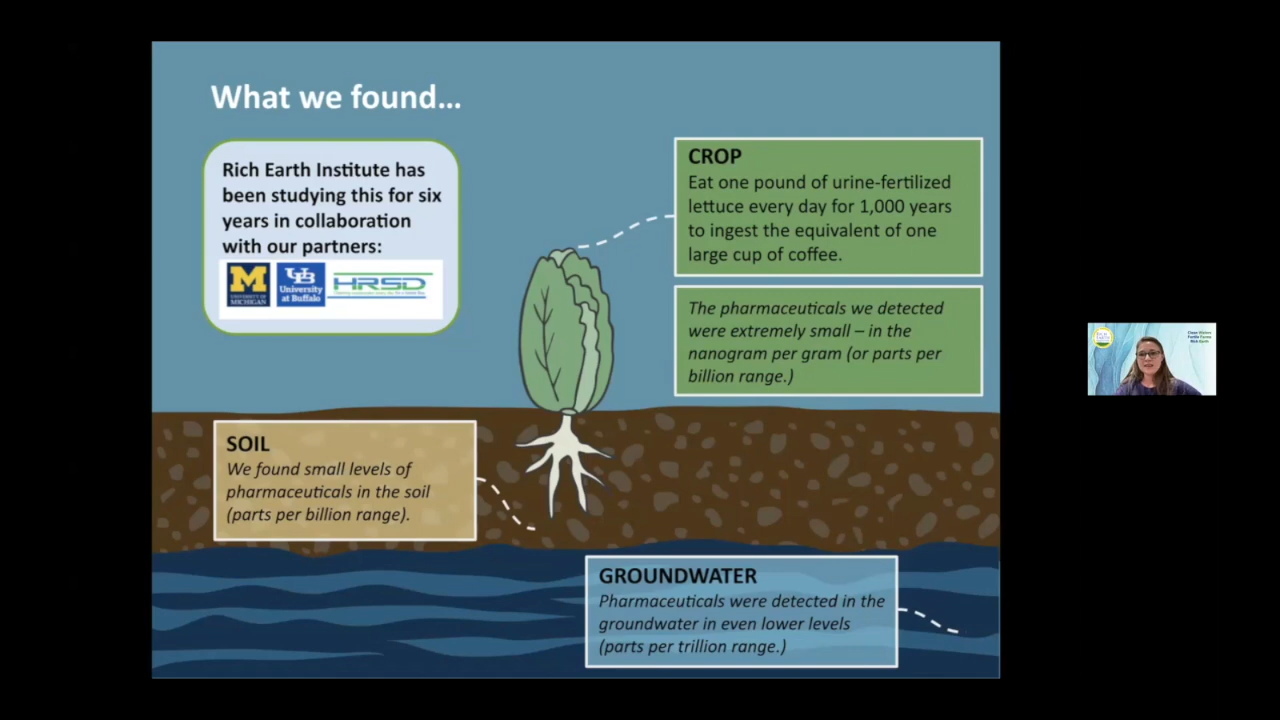 What we found...
Rich Earth Institute has
been studying this for six
years in collaboration
with our partners:
M
UNIVERSITY OF
MICHIGAN
UB
University
at Buffalo
HRSD
CROP
Eat one pound of urine-fertilized
lettuce every day for 1,000 years
to ingest the equivalent of one
large cup of coffee.
The pharmaceuticals we detected
were extremely small – in the
nanogram per gram (or parts per
billion range.)
SOIL
We found small levels of
pharmaceuticals in the soil
(parts per billion range).
GROUNDWATER
Pharmaceuticals were detected in the
groundwater in even lower levels
(parts per trillion range.)